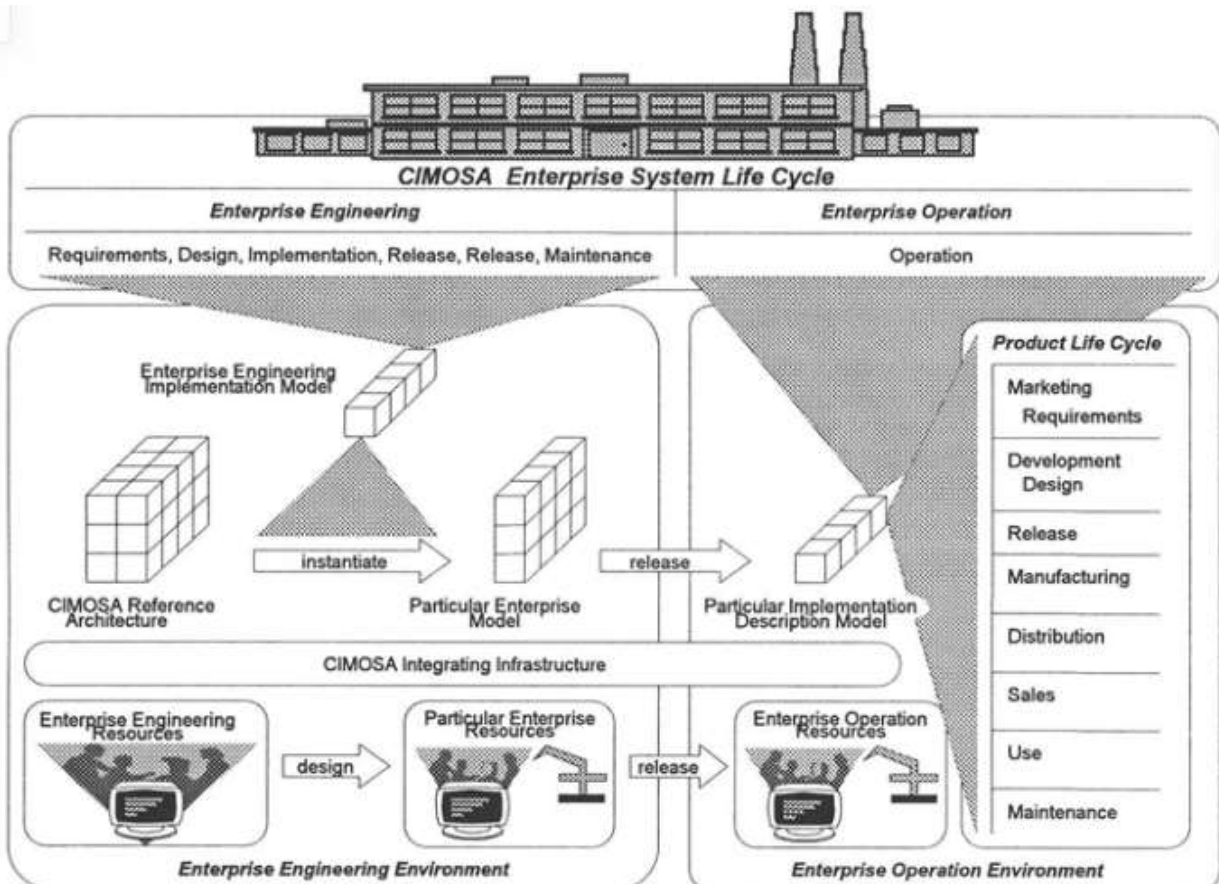 CIMOSA Enterprise System Life Cycle
Enterprise Engineering
Enterprise Operation
Requirements, Design, Implementation, Release, Release, Maintenance
Operation
Enterprise Engineering
Implementation Model
CIMOSA Reference
Architecture
instantiate
Particular Enterprise
Model
release
Particular Implementation
Description Model
Product Life Cycle
Marketing
Requirements
Development
Design
Release
Manufacturing
Distribution
Sales
Use
Maintenance
CIMOSA Integrating Infrastructure
Enterprise Engineering
Resources
design
Particular Enterprise
Resources
release
Enterprise Operation
Resources
Enterprise Engineering Environment
Enterprise Operation Environment